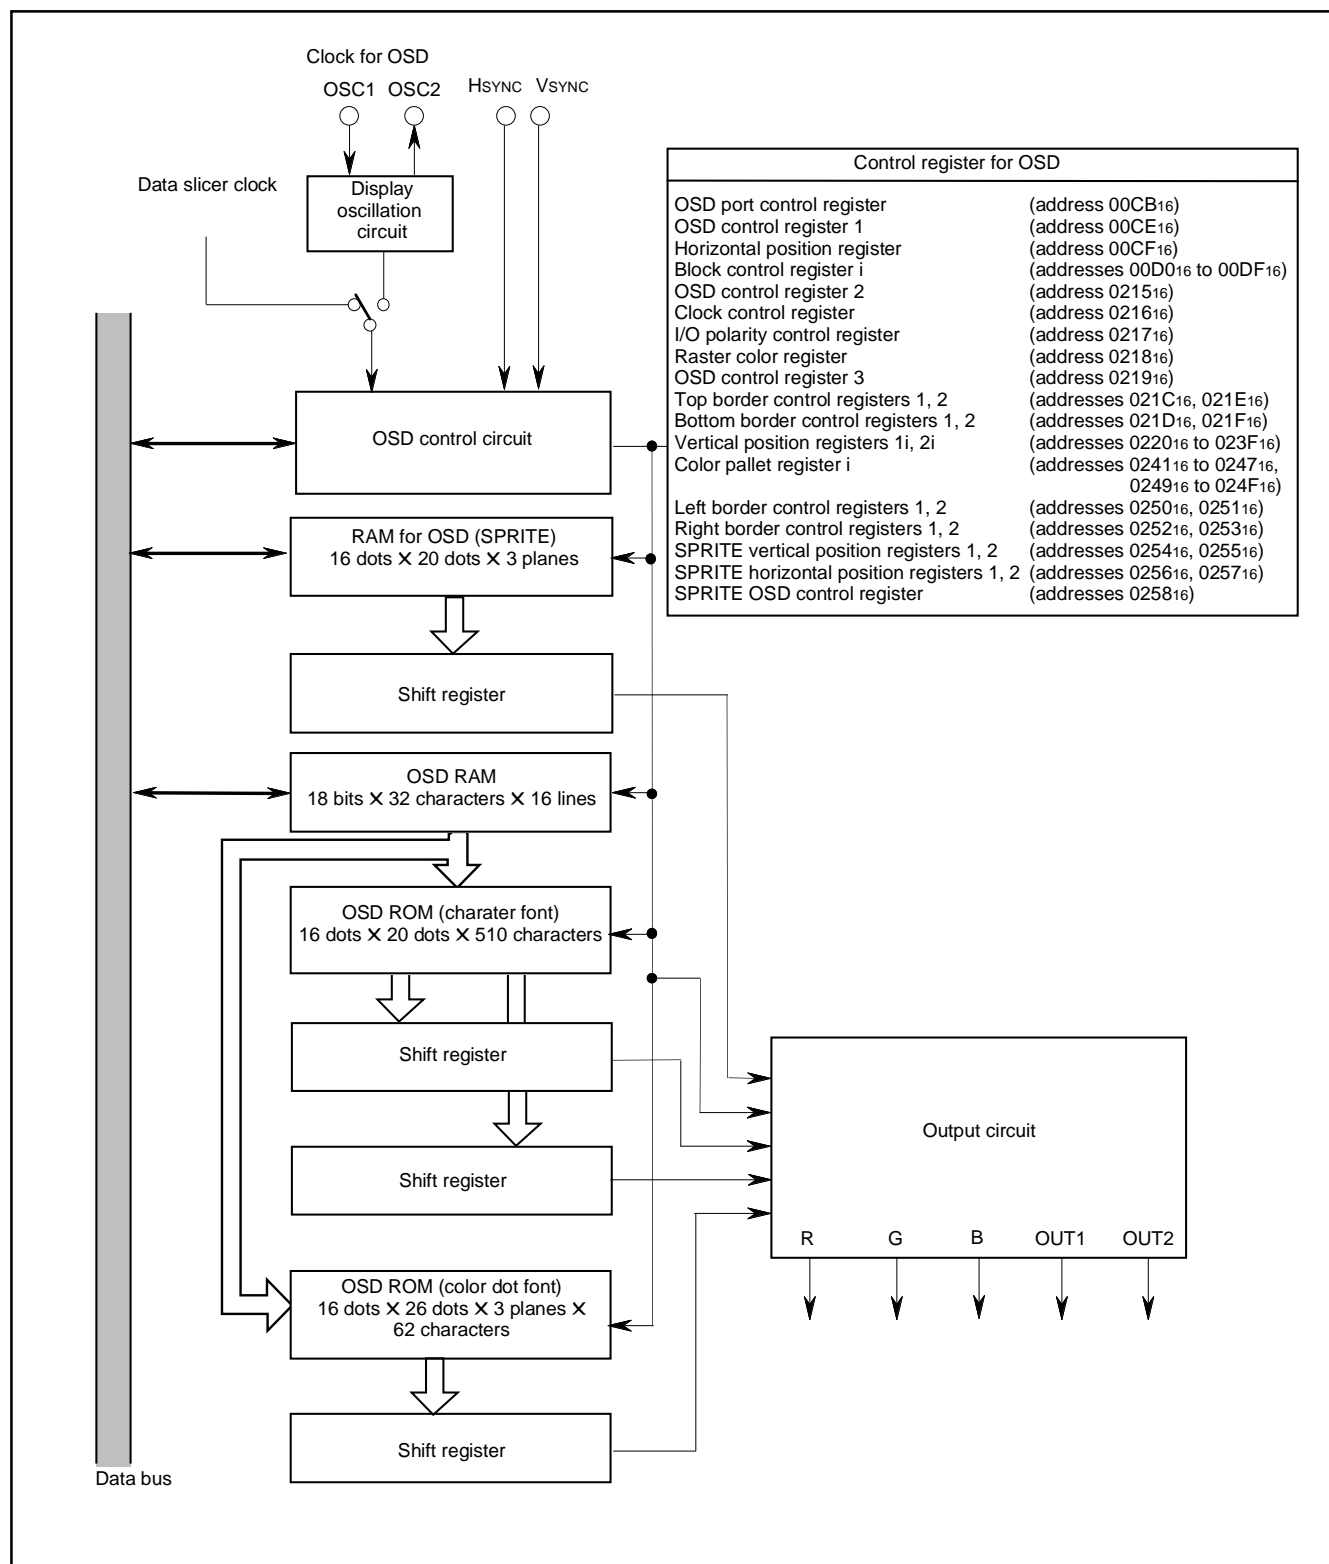 Clock for OSD
OSC1 OSC2 HSYNC VSYNC
Data slicer clock
Display
oscillation
circuit
Control register for OSD
OSD port control register (address 00CB16)
OSD control register 1 (address 00CE16)
Horizontal position register (address 00CF16)
Block control register i (addresses 00D016 to 00DF16)
OSD control register 2 (address 021516)
Clock control register (address 021616)
I/O polarity control register (address 021716)
Raster color register (address 021816)
OSD control register 3 (address 021916)
Top border control registers 1, 2 (addresses 021C16, 021E16)
Bottom border control registers 1, 2 (addresses 021D16, 021F16)
Vertical position registers 1i, 2i (addresses 022016 to 023F16)
Color pallet register i (addresses 024116 to 024716,
024916 to 024F16)
Left border control registers 1, 2 (addresses 025016, 025116)
Right border control registers 1, 2 (addresses 025216, 025316)
SPRITE vertical position registers 1, 2 (addresses 025416, 025516)
SPRITE horizontal position registers 1, 2 (addresses 025616, 025716)
SPRITE OSD control register (addresses 025816)
OSD control circuit
RAM for OSD (SPRITE)
16 dots × 20 dots × 3 planes
Shift register
OSD RAM
18 bits × 32 characters × 16 lines
OSD ROM (charater font)
16 dots × 20 dots × 510 characters
Shift register
Shift register
Output circuit
R G B OUT1 OUT2
OSD ROM (color dot font)
16 dots × 26 dots × 3 planes ×
62 characters
Shift register
Data bus